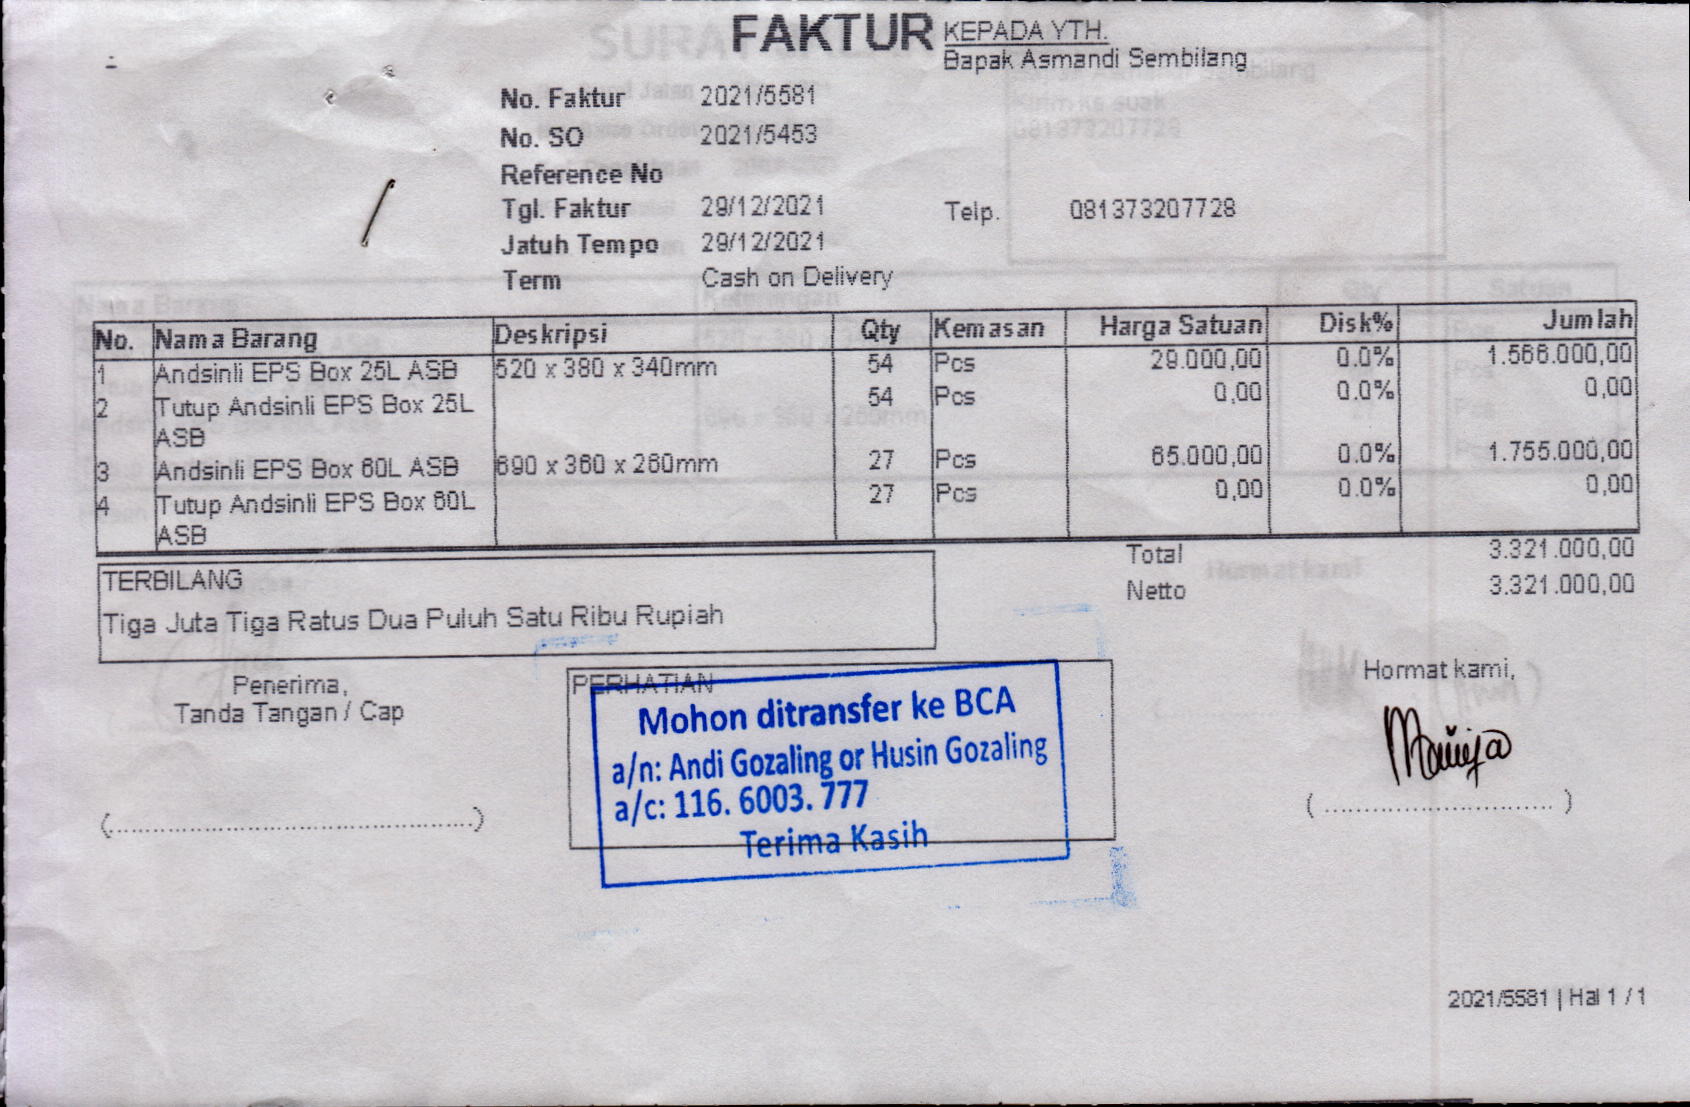 FAKTUR
KEPADA YTH.
Bapak Asmandi Sembilang
No. Faktur 2021/5581
No. SO 2021/5453
Reference No
Tgl. Faktur 29/12/2021
Telp. 081373207728
Jatuh Tempo 29/12/2021
Term Cash on Delivery
No. Nama Barang Deskripsi Qty Kemasan Harga Satuan Disk% Jumlah
1 Andsinli EPS Box 25L ASB 520 x 380 x 340mm 54 Pcs 29.000,00 0.0% 1.566.000,00
2 Tutup Andsinli EPS Box 25L 54 Pcs 0,00 0.0% 0,00
ASB
3 Andsinli EPS Box 60L ASB 690 x 360 x 260mm 27 Pcs 65.000,00 0.0% 1.755.000,00
4 Tutup Andsinli EPS Box 60L 27 Pcs 0,00 0.0% 0,00
ASB
Total 3.321.000,00
Netto 3.321.000,00
TERBILANG
Tiga Juta Tiga Ratus Dua Puluh Satu Ribu Rupiah
Penerima,
Tanda Tangan / Cap
(................................................)
PERHATIAN
Mohon ditransfer ke BCA
a/n: Andi Gozaling or Husin Gozaling
a/c: 116. 6003. 777
Terima Kasih
Hormat kami,
(..............................)
2021/5581 | Hal 1 / 1